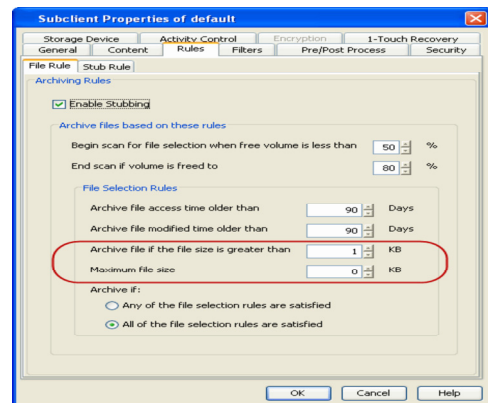 Subclient Properties of default
Storage Device Activity Control Encryption 1-Touch Recovery
General Content Rules Filters Pre/Post Process Security
File Rule Stub Rule
Archiving Rules
Enable Stubbing
Archive files based on these rules
Begin scan for file selection when free volume is less than 50 %
End scan if volume is freed to 80 %
File Selection Rules
Archive file access time older than 90 Days
Archive file modified time older than 90 Days
Archive file if the file size is greater than 1 KB
Maximum file size 0 KB
Archive if:
Any of the file selection rules are satisfied
All of the file selection rules are satisfied
OK Cancel Help